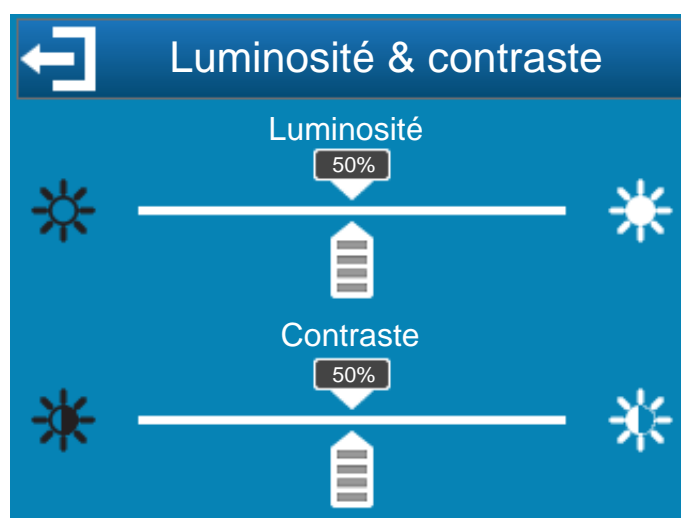 Luminosité & contraste
Luminosité
50%
Contraste
50%